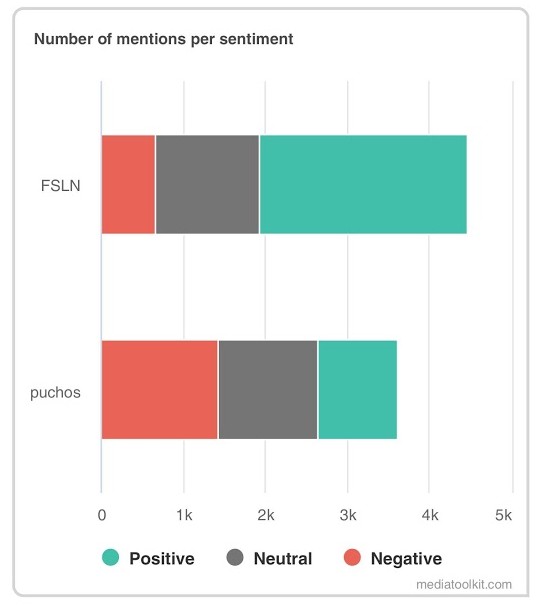 Number of mentions per sentiment
FSLN
puchos
0 1k 2k 3k 4k 5k
Positive Neutral Negative
mediatoolkit.com